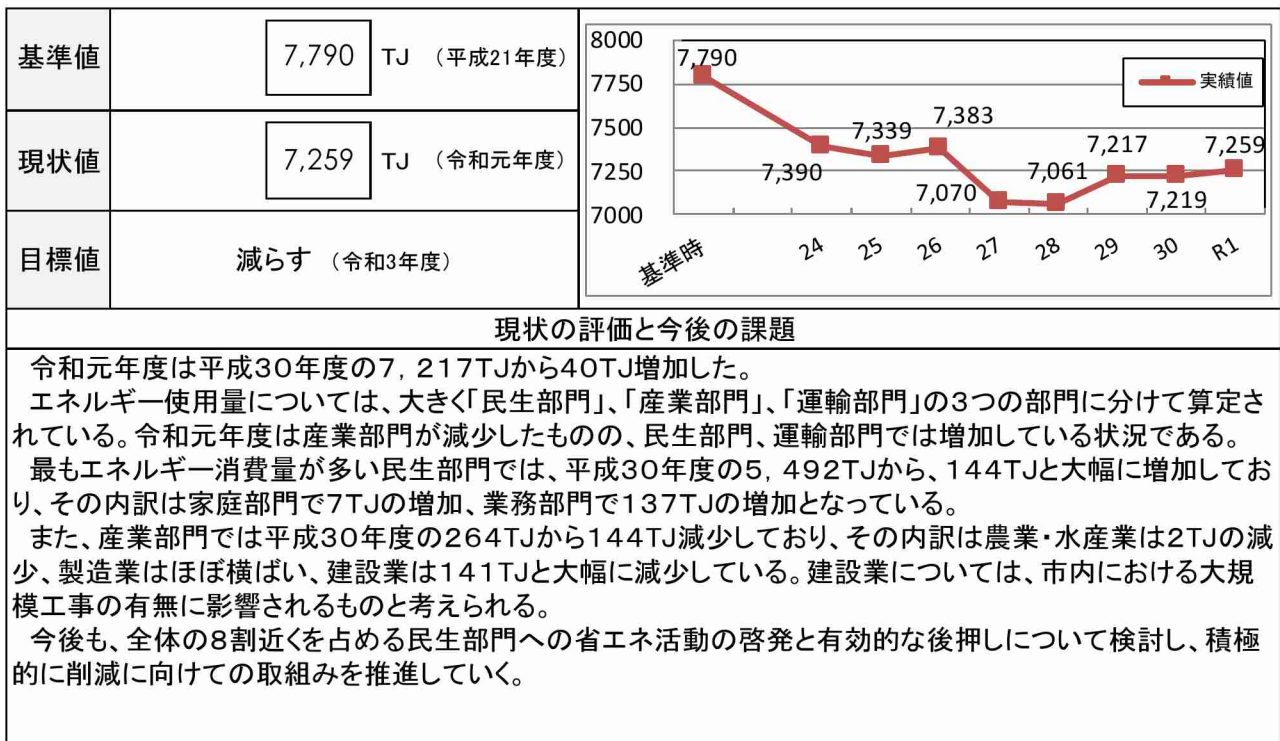 基準値
7,790 TJ (平成21年度)
現状値
7,259 TJ (令和元年度)
目標値
減らす (令和3年度)
8000
7750
7500
7250
7000
7,790
7,390
7,339
7,383
7,070
7,061
7,217
7,219
7,259
実績値
基準時 24 25 26 27 28 29 30 R1
現状の評価と今後の課題
令和元年度は平成30年度の7,217TJから40TJ増加した。
エネルギー使用量については、大きく「民生部門」、「産業部門」、「運輸部門」の3つの部門に分けて算定さ
れている。令和元年度は産業部門が減少したものの、民生部門、運輸部門では増加している状況である。
最もエネルギー消費量が多い民生部門では、平成30年度の5,492TJから、144TJと大幅に増加してお
り、その内訳は家庭部門で7TJの増加、業務部門で137TJの増加となっている。
また、産業部門では平成30年度の264TJから144TJ減少しており、その内訳は農業・水産業は2TJの減
少、製造業はほぼ横ばい、建設業は141TJと大幅に減少している。建設業については、市内における大規
模工事の有無に影響されるものと考えられる。
今後も、全体の8割近くを占める民生部門への省エネ活動の啓発と有効的な後押しについて検討し、積極
的に削減に向けての取組みを推進していく。